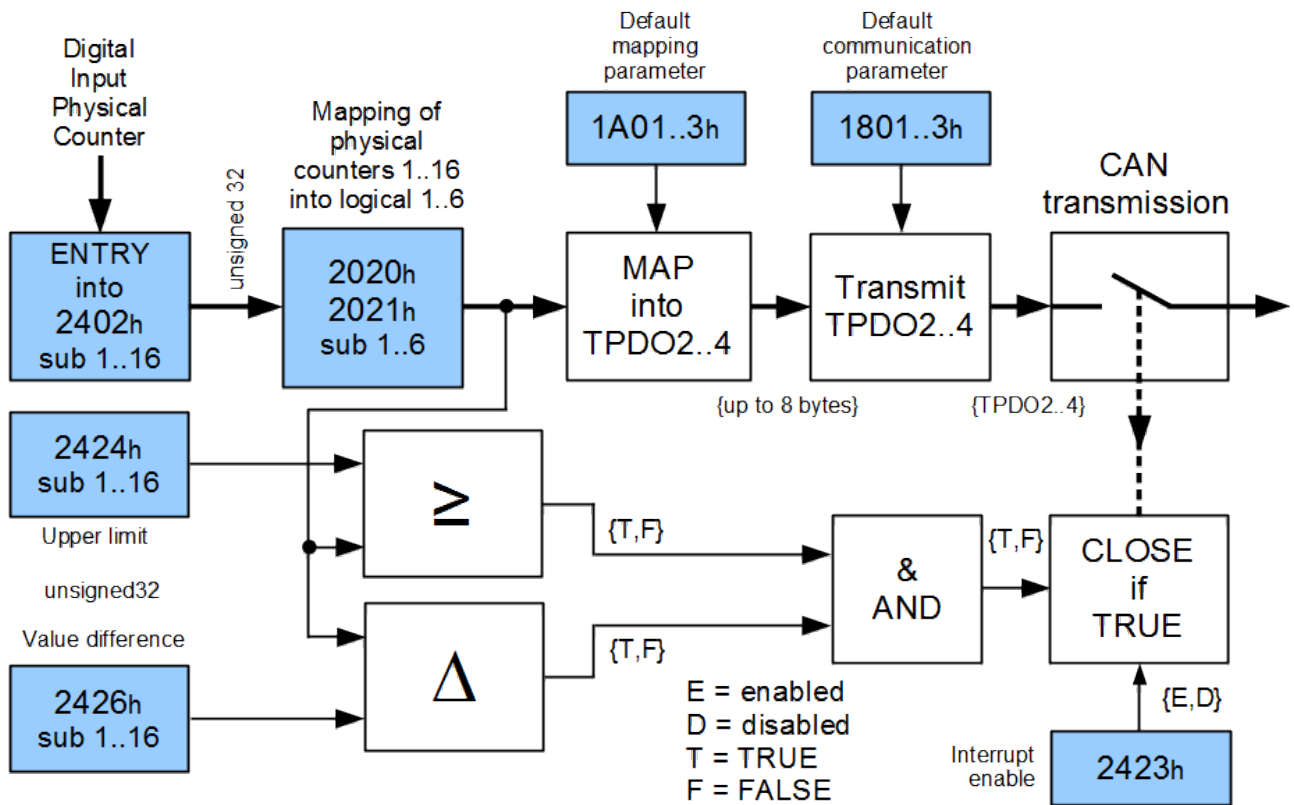 Digital
Input
Physical
Counter
Mapping of
physical
counters 1..16
into logical 1..6
Default
mapping
parameter
Default
communication
parameter
1A01..3h
1801..3h
CAN
transmission
unsigned 32
ENTRY
into
2402h
sub 1..16
2020h
2021h
sub 1..6
MAP
into
TPDO2..4
Transmit
TPDO2..4
{up to 8 bytes}
{TPDO2..4}
2424h
sub 1..16
Upper limit
unsigned32
Value difference
2426h
sub 1..16
≥
Δ
{T,F}
{T,F}
&
AND
{T,F}
CLOSE
if
TRUE
E = enabled
D = disabled
T = TRUE
F = FALSE
{E,D}
Interrupt
enable
2423h